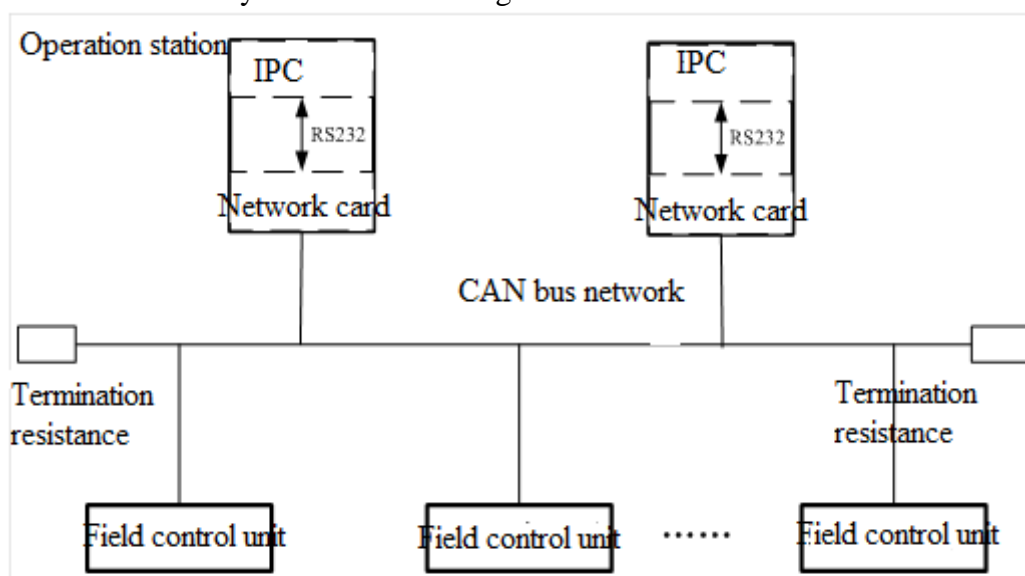 Operation station
IPC
RS232
Network card
IPC
RS232
Network card
CAN bus network
Termination
resistance
Termination
resistance
Field control unit
Field control unit
......
Field control unit